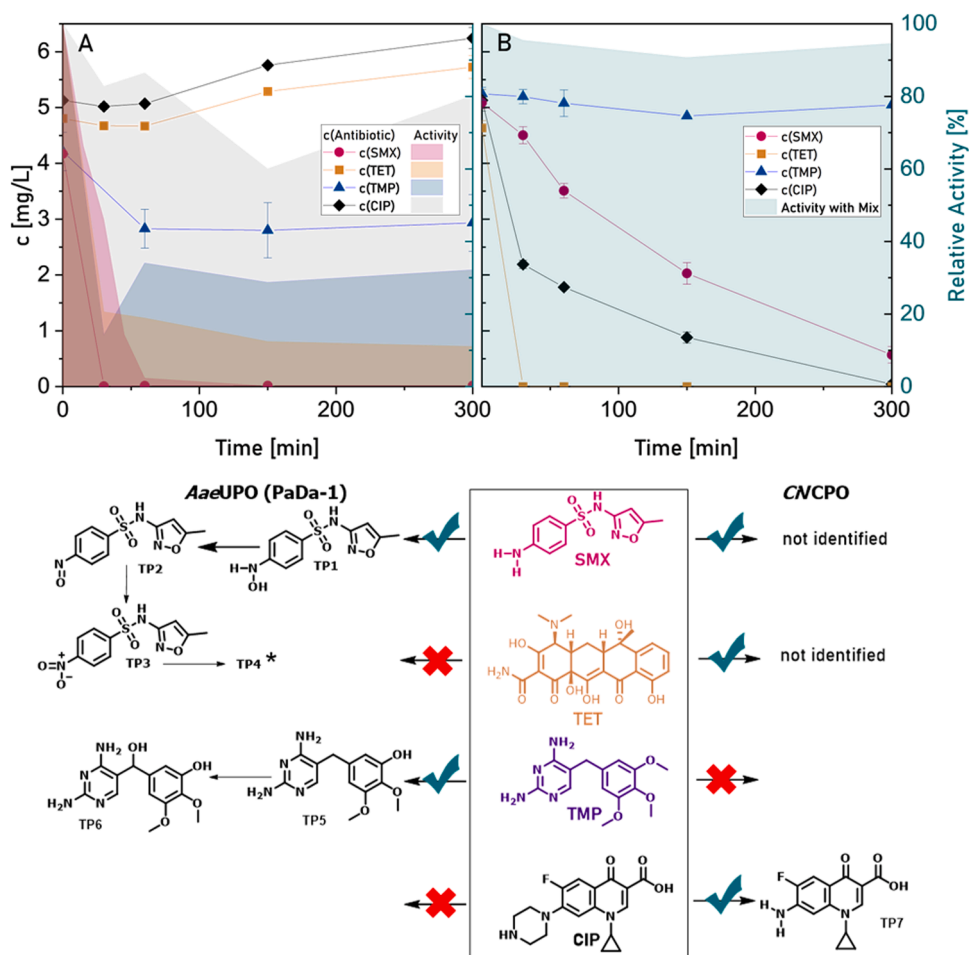 A
B
c [mg/L]
6
5
4
3
2
1
0
0
100
200
300
Time [min]
c(Antibiotic) Activity
c(SMX)
c(TET)
c(TMP)
c(CIP)
100
200
300
Time [min]
c(SMX)
c(TET)
c(TMP)
c(CIP)
Activity with Mix
100
80
60
40
20
0
Relative Activity [%]
AaeUPO (PaDa-1)
CNCPO
TP2
TP1
SMX
not identified
TP3
TP4 *
TET
not identified
TP6
TP5
TMP
CIP
TP7